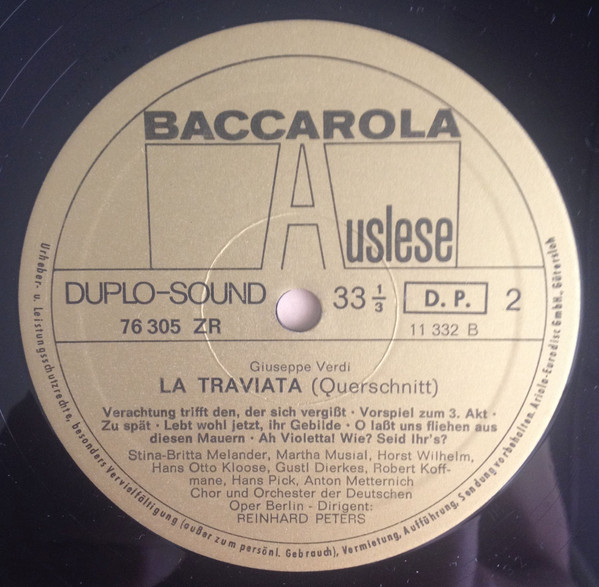 BACCAROLA
Auslese
DUPLO-SOUND
33 1/3
D. P.
2
76 305 ZR
11 332 B
Giuseppe Verdi
LA TRAVIATA (Querschnitt)
Verachtung trifft den, der sich vergißt · Vorspiel zum 3. Akt ·
Zu spät · Lebt wohl jetzt, ihr Gebilde · O laßt uns fliehen aus
diesen Mauern · Ah Violetta! Wie? Seid Ihr's?
Stina-Britta Melander, Martha Musial, Horst Wilhelm,
Hans Otto Kloose, Gustl Dierkes, Robert Koff-
mane, Hans Pick, Anton Metternich
Chor und Orchester der Deutschen
Oper Berlin - Dirigent:
REINHARD PETERS
Urheber- u. Leistungsschutzrechte, besonders Vervielfältigung (außer zum persönl. Gebrauch), Vermietung, Aufführung, Sendung vorbehalten. Ariola-Eurodisc GmbH., Gütersloh